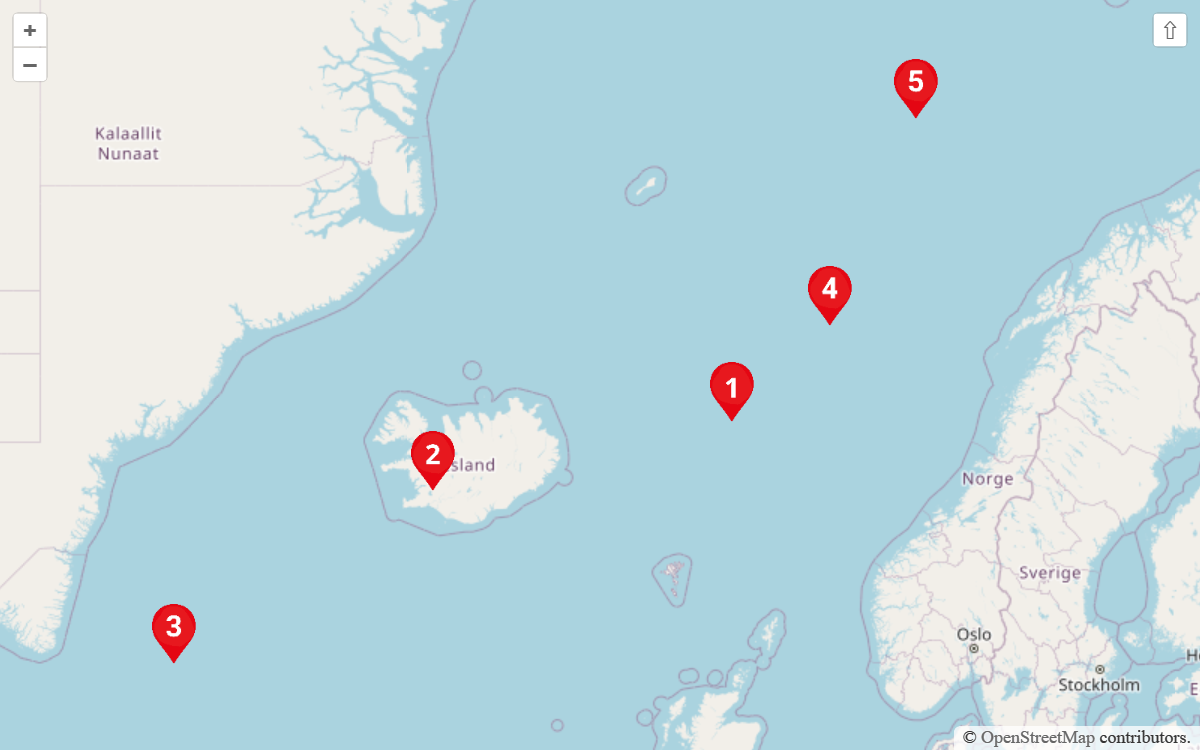 +
−
⇧
5
Kalaallit
Nunaat
4
1
2
sland
Norge
Sverige
3
Oslo
Stockholm
H
E
© OpenStreetMap contributors.